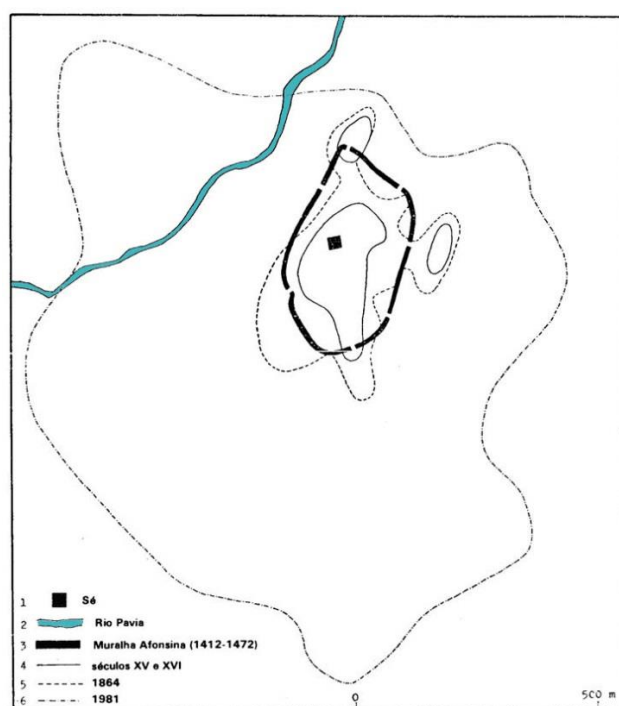 1 Sé
2 Rio Pavia
3 Muralha Afonsina (1412-1472)
4 séculos XV e XVI
5 1864
6 1981
0 500 m